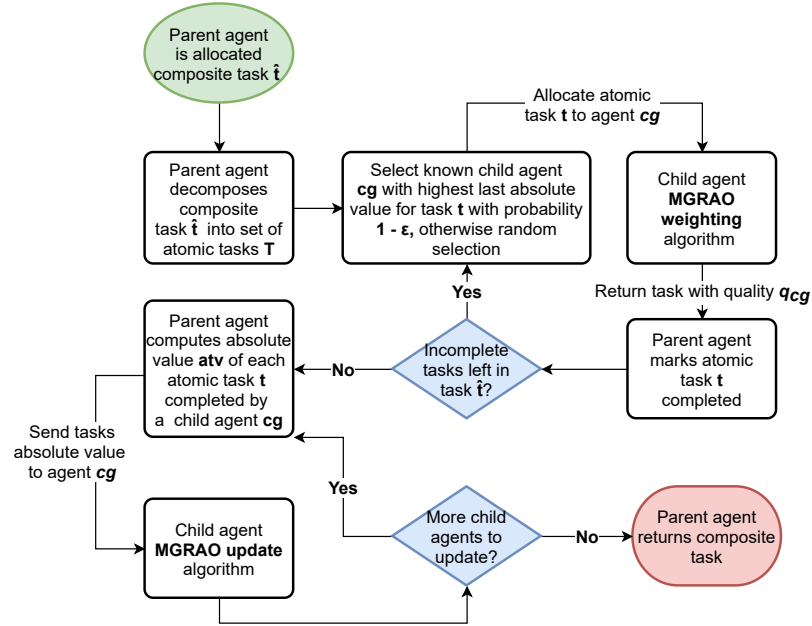 Parent agent
is allocated
composite task t̂
Allocate atomic
task t to agent cg
Parent agent
decomposes
composite
task t̂ into set of
atomic tasks T
Select known child agent
cg with highest last absolute
value for task t with probability
1 - ε, otherwise random
selection
Child agent
MGRAO
weighting
algorithm
Yes
Return task with quality qcg
Parent agent
computes absolute
value atv of each
atomic task t
completed by
a child agent cg
No
Incomplete
tasks left in
task t̂?
Parent agent
marks atomic
task t
completed
Send tasks
absolute value
to agent cg
Yes
Child agent
MGRAO update
algorithm
More child
agents to
update?
No
Parent agent
returns composite
task